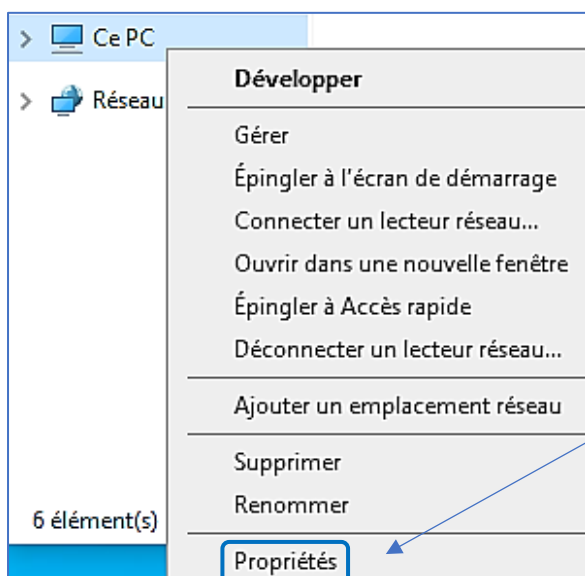 Ce PC
Réseau
Développer
Gérer
Épingler à l'écran de démarrage
Connecter un lecteur réseau...
Ouvrir dans une nouvelle fenêtre
Épingler à Accès rapide
Déconnecter un lecteur réseau...
Ajouter un emplacement réseau
Supprimer
Renommer
6 élément(s)
Propriétés